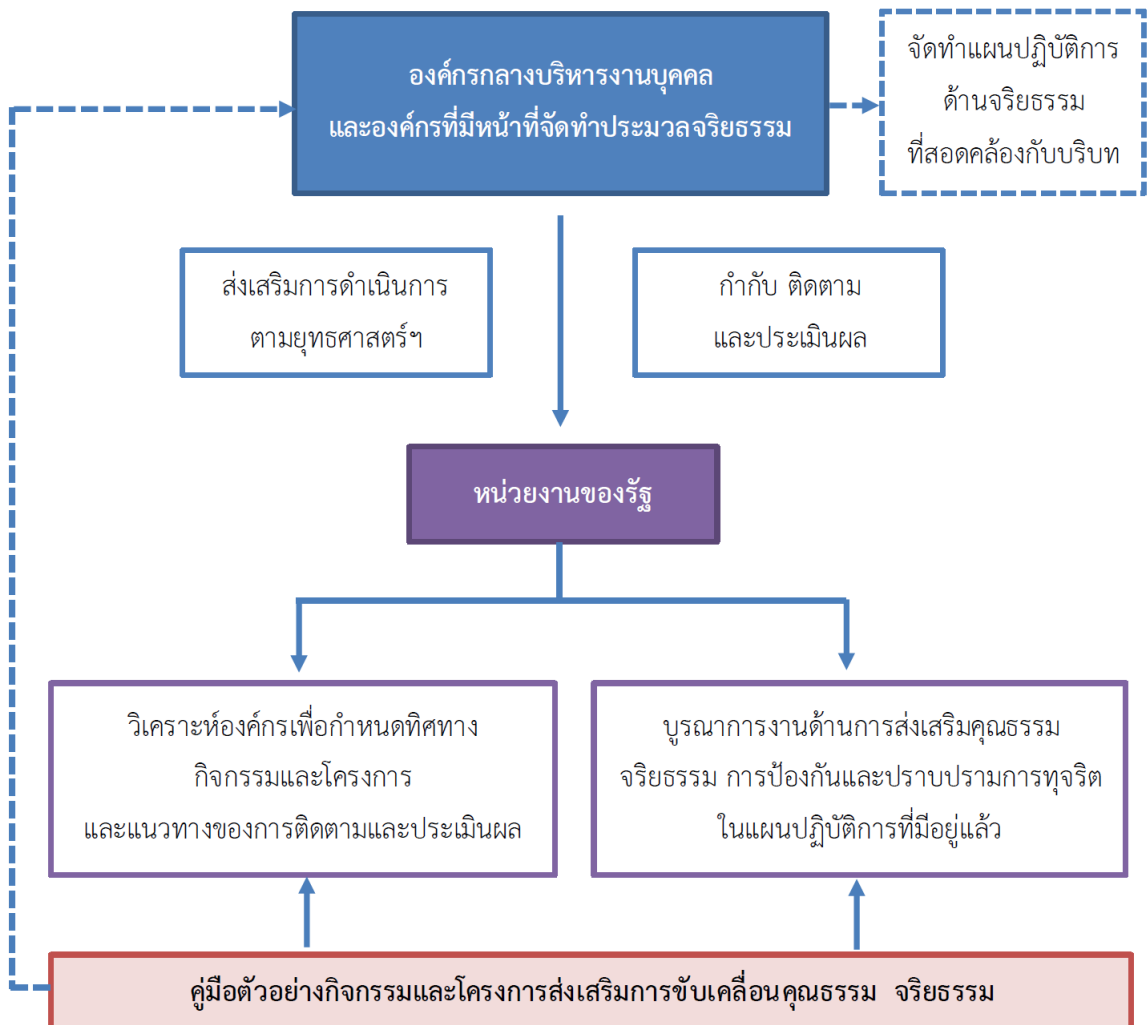 องค์กรกลางบริหารงานบุคคล
และองค์กรที่มีหน้าที่จัดทำประมวลจริยธรรม
จัดทำแผนปฏิบัติการ
ด้านจริยธรรม
ที่สอดคล้องกับบริบท
ส่งเสริมการดำเนินการ
ตามยุทธศาสตร์ฯ
กำกับ ติดตาม
และประเมินผล
หน่วยงานของรัฐ
วิเคราะห์องค์กรเพื่อกำหนดทิศทาง
กิจกรรมและโครงการ
และแนวทางของการติดตามและประเมินผล
บูรณาการงานด้านการส่งเสริมคุณธรรม
จริยธรรม การป้องกันและปราบปรามการทุจริต
ในแผนปฏิบัติการที่มีอยู่แล้ว
คู่มือตัวอย่างกิจกรรมและโครงการส่งเสริมการขับเคลื่อนคุณธรรม จริยธรรม